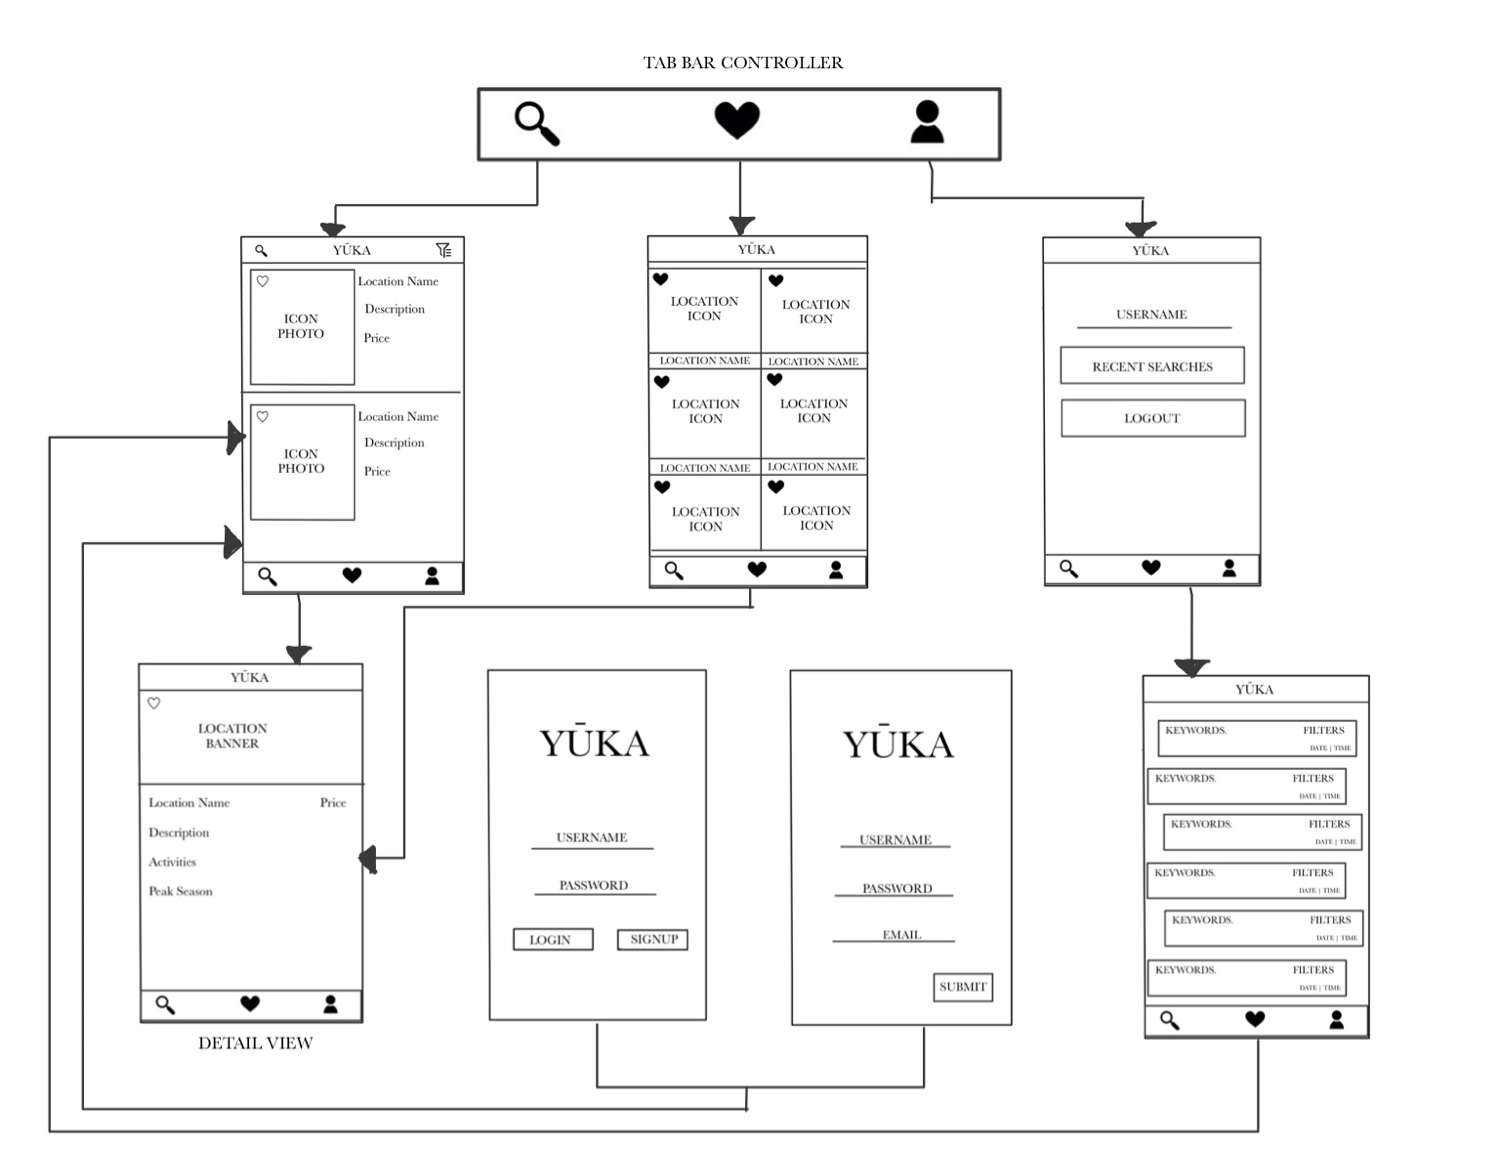 TAB BAR CONTROLLER
YŪKA
Location Name
ICON
PHOTO
Description
Price
Location Name
ICON
PHOTO
Description
Price
YŪKA
LOCATION
ICON
LOCATION
ICON
LOCATION NAME
LOCATION NAME
LOCATION
ICON
LOCATION
ICON
LOCATION NAME
LOCATION NAME
LOCATION
ICON
LOCATION
ICON
YŪKA
USERNAME
RECENT SEARCHES
LOGOUT
YŪKA
LOCATION
BANNER
Location Name
Price
Description
Activities
Peak Season
DETAIL VIEW
YŪKA
USERNAME
PASSWORD
LOGIN
SIGNUP
YŪKA
USERNAME
PASSWORD
EMAIL
SUBMIT
YŪKA
KEYWORDS.
FILTERS
DATE | TIME
KEYWORDS.
FILTERS
DATE | TIME
KEYWORDS.
FILTERS
DATE | TIME
KEYWORDS.
FILTERS
DATE | TIME
KEYWORDS.
FILTERS
DATE | TIME
KEYWORDS.
FILTERS
DATE | TIME